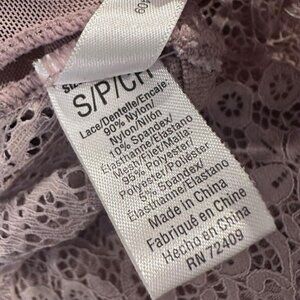 S/P/CH
Lace/Dentelle/Encaje
90% Nylon/
Nylon/Nilón
10% Spandex/
Elasthanne/Elastano
Mesh/Filet/Malla
95% Polyester/
Polyester/Poliéster
5% Spandex/
Elasthanne/Elastano
Made in China
Fabriqué en China
Hecho en China
RN 72409